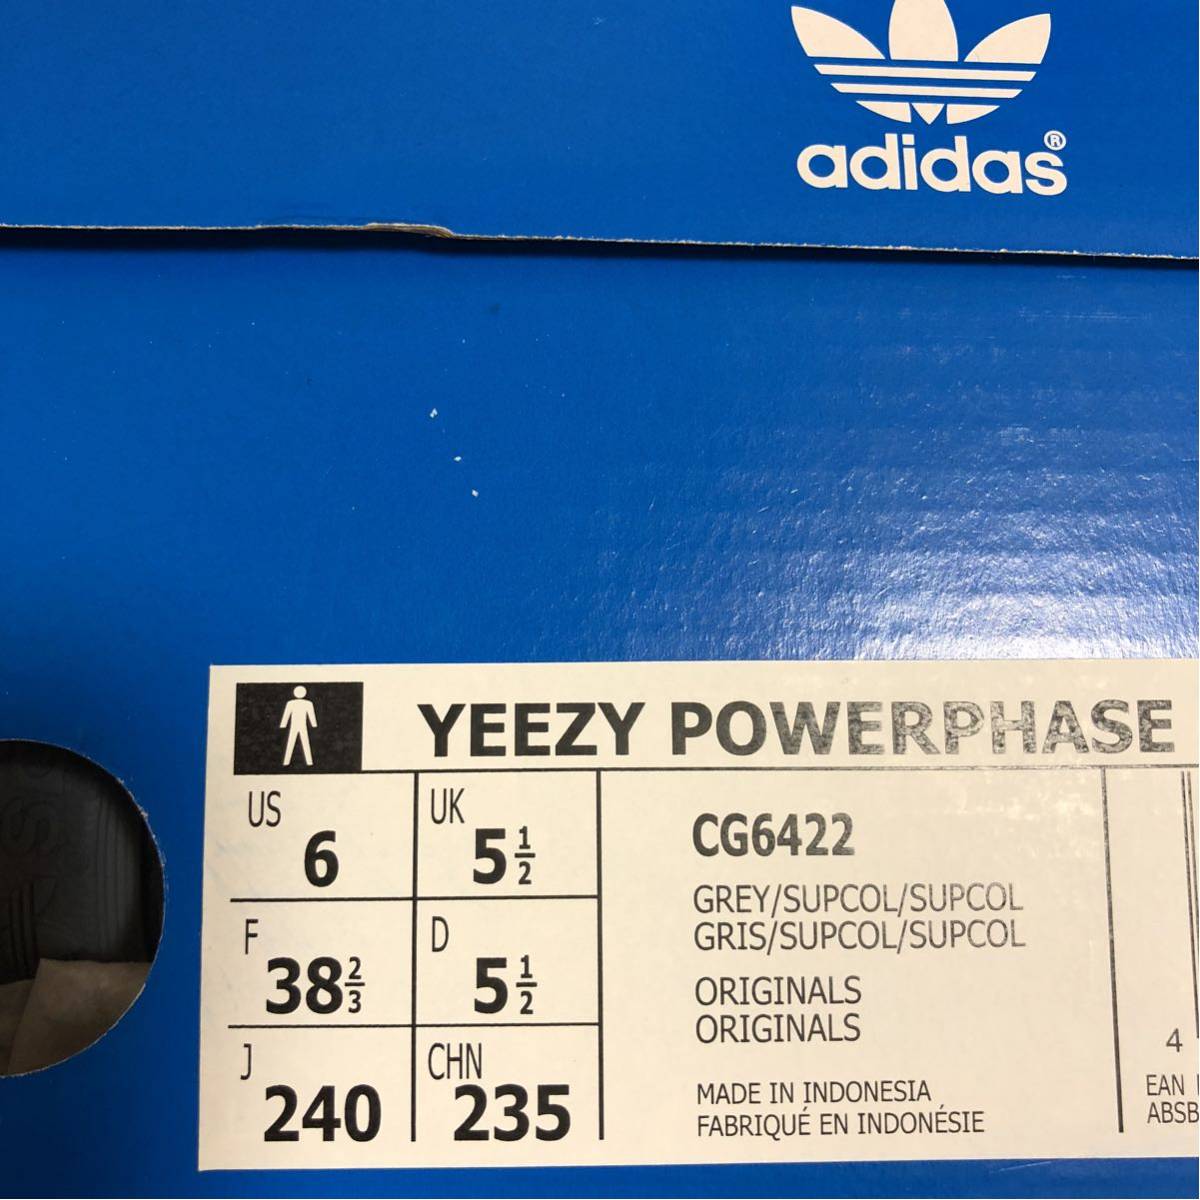 adidas®
YEEZY POWERPHASE
US
6
UK
5 1/2
F
38 2/3
D
5 1/2
J
240
CHN
235
CG6422
GREY/SUPCOL/SUPCOL
GRIS/SUPCOL/SUPCOL
ORIGINALS
ORIGINALS
MADE IN INDONESIA
FABRIQUÉ EN INDONÉSIE
4
EAN
ABSB